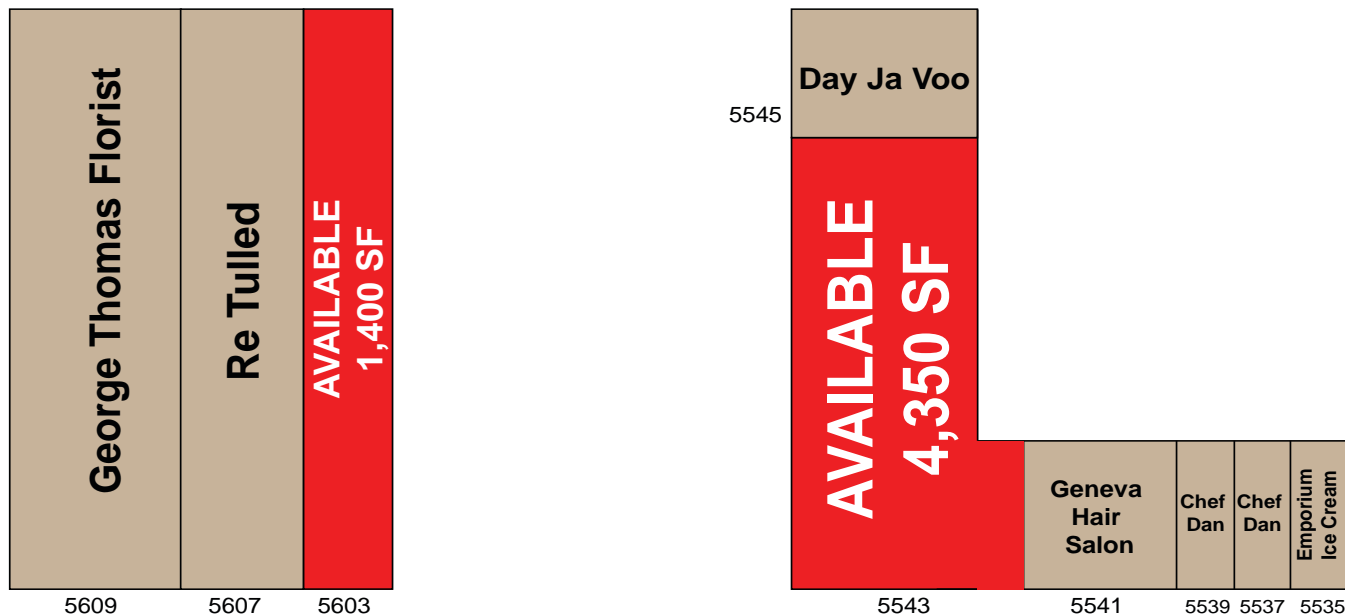 George Thomas Florist
Re Tulled
AVAILABLE
1,400 SF
5609
5607
5603
Day Ja Voo
5545
AVAILABLE
4,350 SF
Geneva
Hair
Salon
Chef
Dan
Chef
Dan
Emporium
Ice Cream
5543
5541
5539
5537
5535